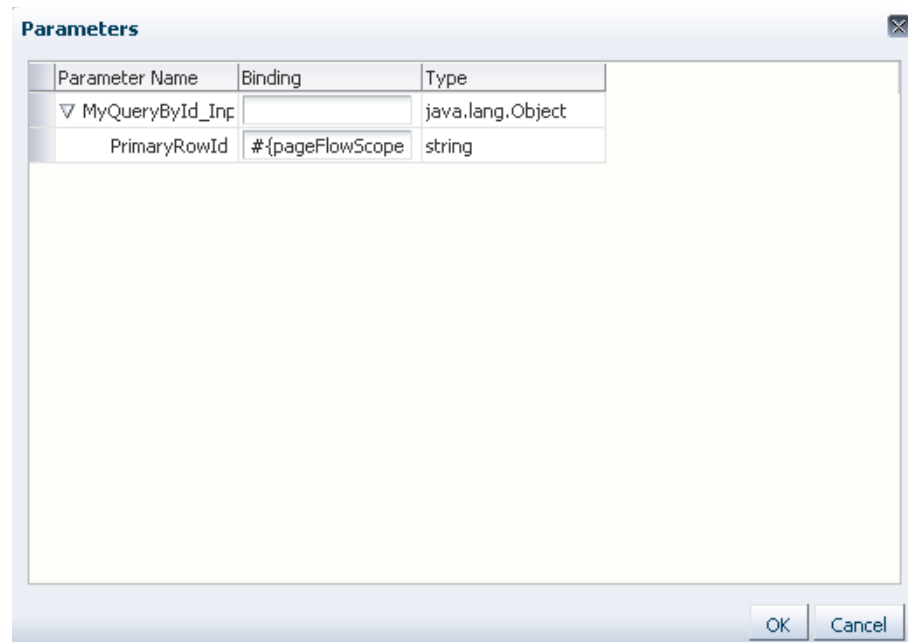 Parameters
Parameter Name Binding Type
MyQueryById_Inp java.lang.Object
PrimaryRowId #{pageFlowScope string
OK Cancel